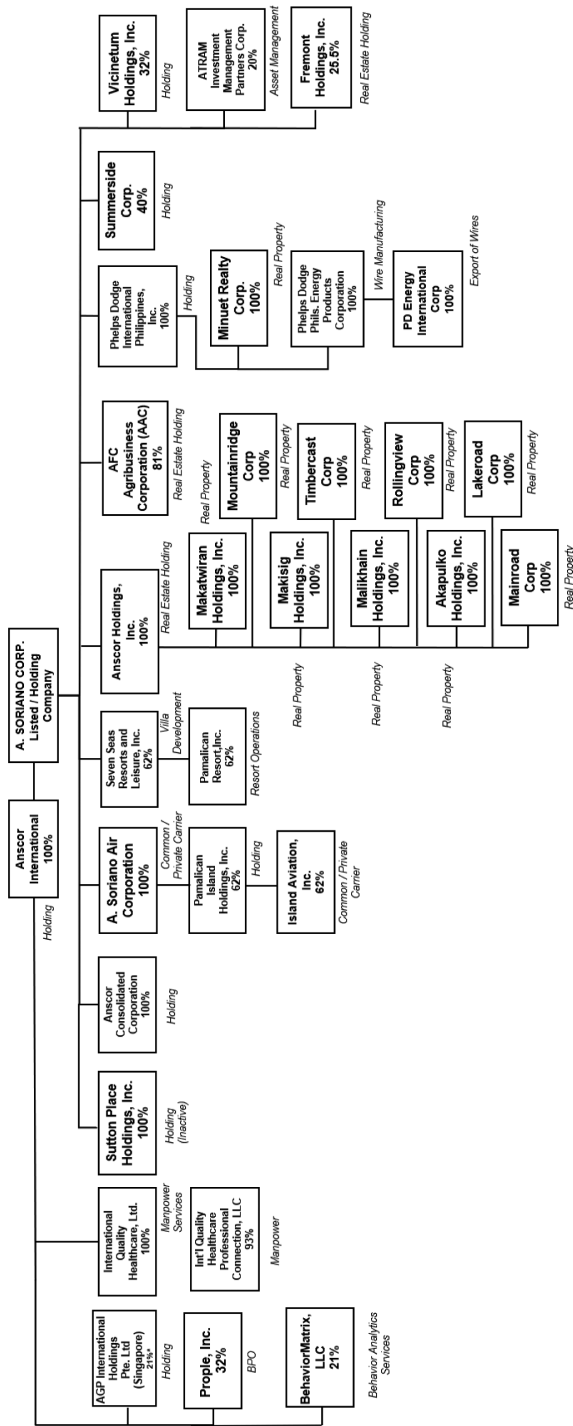 A. SORIANO CORP.
Listed / Holding
Company
Anscor
International
100%
Holding
AGP International
Holdings
Pte. Ltd
(Singapore)
21%*
Holding
Prople, Inc.
32%
BPO
BehaviorMatrix,
LLC
21%
Behavior Analytics
Services
International
Quality
Healthcare, Ltd.
100%
Manpower
Services
Int'l Quality
Healthcare
Professional
Connection, LLC
93%
Manpower
Sutton Place
Holdings, Inc.
100%
Holding
(Inactive)
Anscor
Consolidated
Corporation
100%
Holding
A. Soriano Air
Corporation
100%
Common /
Private Carrier
Pamalican
Island
Holdings, Inc.
62%
Holding
Island Aviation,
Inc.
62%
Common / Private
Carrier
Seven Seas
Resorts and
Leisure, Inc.
62%
Villa
Development
Pamalican
Resort,Inc.
62%
Resort Operations
Anscor Holdings,
Inc.
100%
Real Estate Holding
Makatwiran
Holdings, Inc.
100%
Real Property
Mountainridge
Corp
100%
Real Property
Makisig
Holdings, Inc.
100%
Real Property
Timbercast
Corp
100%
Real Property
Malikhain
Holdings, Inc.
100%
Real Property
Rollingview
Corp
100%
Real Property
Akapulko
Holdings, Inc.
100%
Real Property
Lakeroad
Corp
100%
Real Property
Mainroad
Corp
100%
Real Property
AFC
Agribusiness
Corporation (AAC)
81%
Real Estate Holding
Phelps Dodge
International
Philippines,
Inc.
100%
Holding
Minuet Realty
Corp.
100%
Real Property
Phelps Dodge
Phils. Energy
Products
Corporation
100%
Wire Manufacturing
PD Energy
International
Corp
100%
Export of Wires
Summerside
Corp.
40%
Holding
Vicinetum
Holdings, Inc.
32%
Holding
ATRAM
Investment
Management
Partners Corp.
20%
Asset Management
Fremont
Holdings, Inc.
25.5%
Real Estate Holding